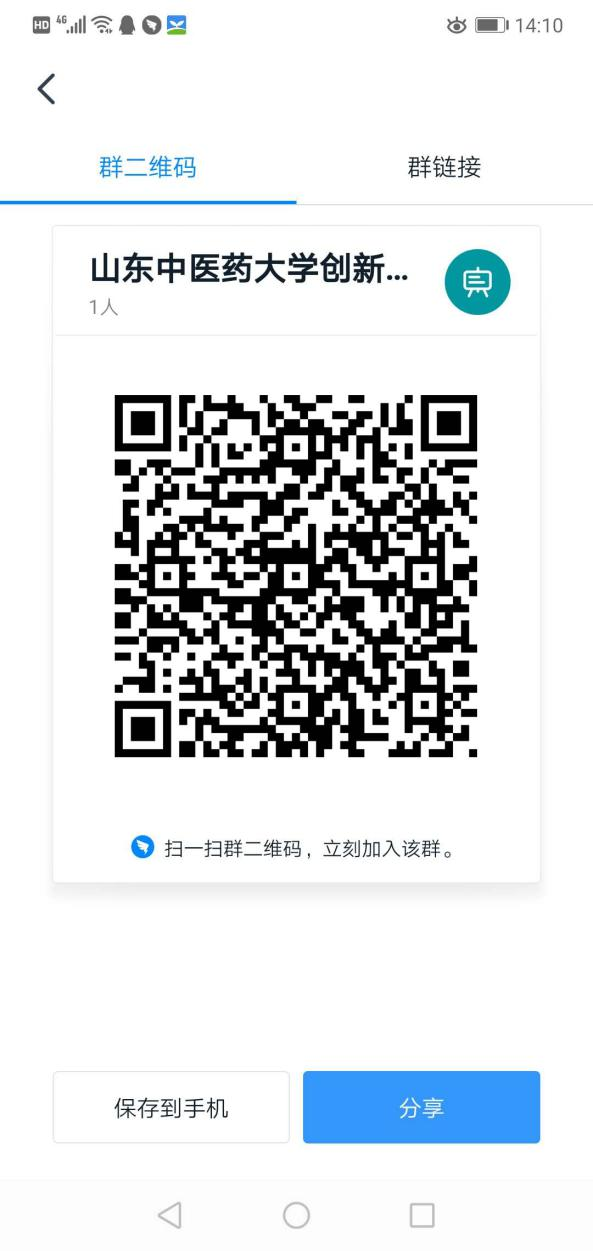 HD 4G 14:10
群二维码 群链接
山东中医药大学创新...
1人
扫一扫群二维码，立刻加入该群。
保存到手机 分享